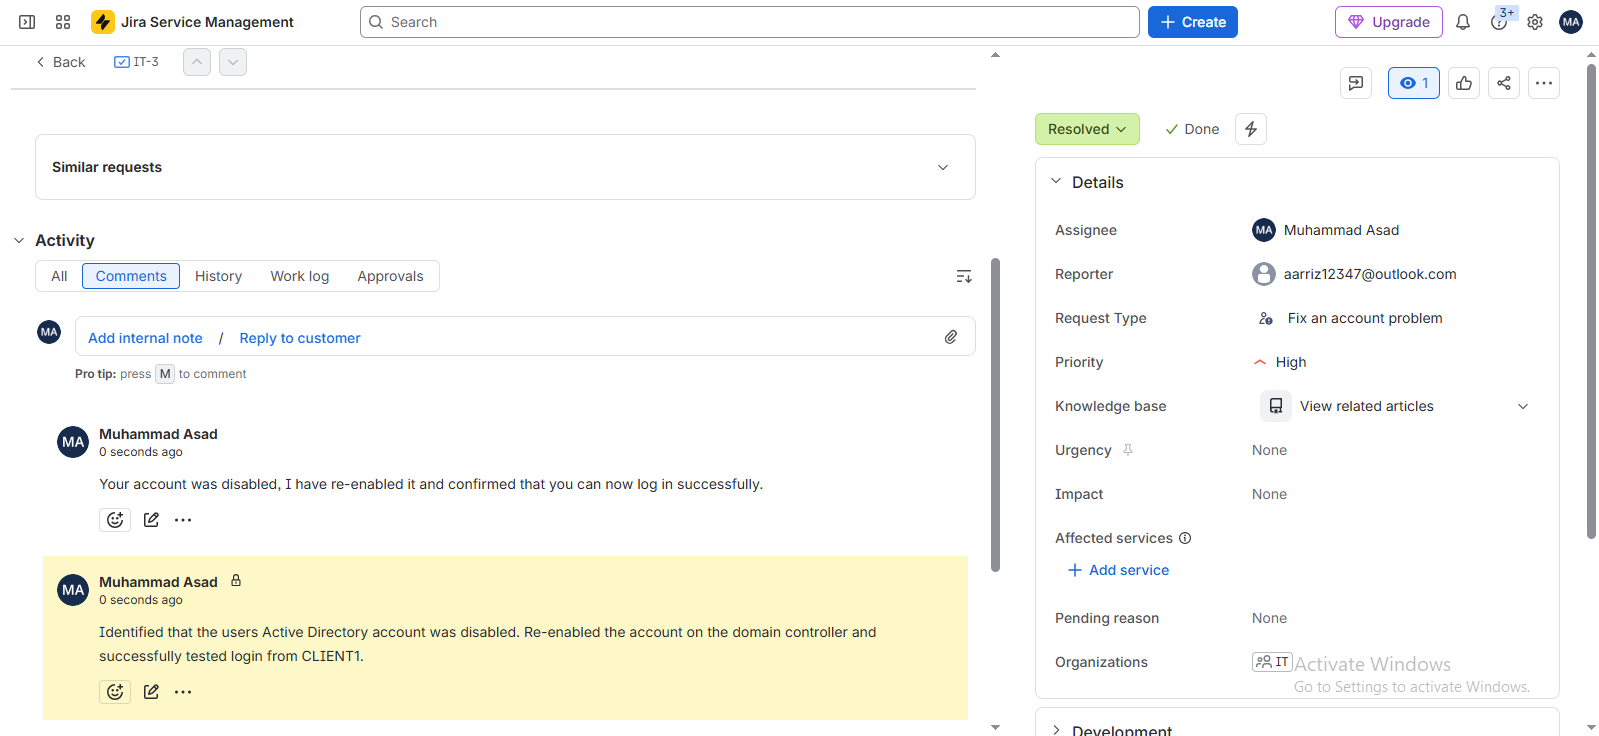 Jira Service Management
Search
Create
Upgrade
3+
MA
Back
IT-3
1
Resolved
Done
Similar requests
Details
Activity
All
Comments
History
Work log
Approvals
MA
Add internal note / Reply to customer
Pro tip: press M to comment
MA
Muhammad Asad
0 seconds ago
Your account was disabled, I have re-enabled it and confirmed that you can now log in successfully.
MA
Muhammad Asad
0 seconds ago
Identified that the users Active Directory account was disabled. Re-enabled the account on the domain controller and
successfully tested login from CLIENT1.
Assignee
MA Muhammad Asad
Reporter
aarriz12347@outlook.com
Request Type
Fix an account problem
Priority
High
Knowledge base
View related articles
Urgency
None
Impact
None
Affected services
Add service
Pending reason
None
Organizations
IT
Activate Windows
Go to Settings to activate Windows.
Development